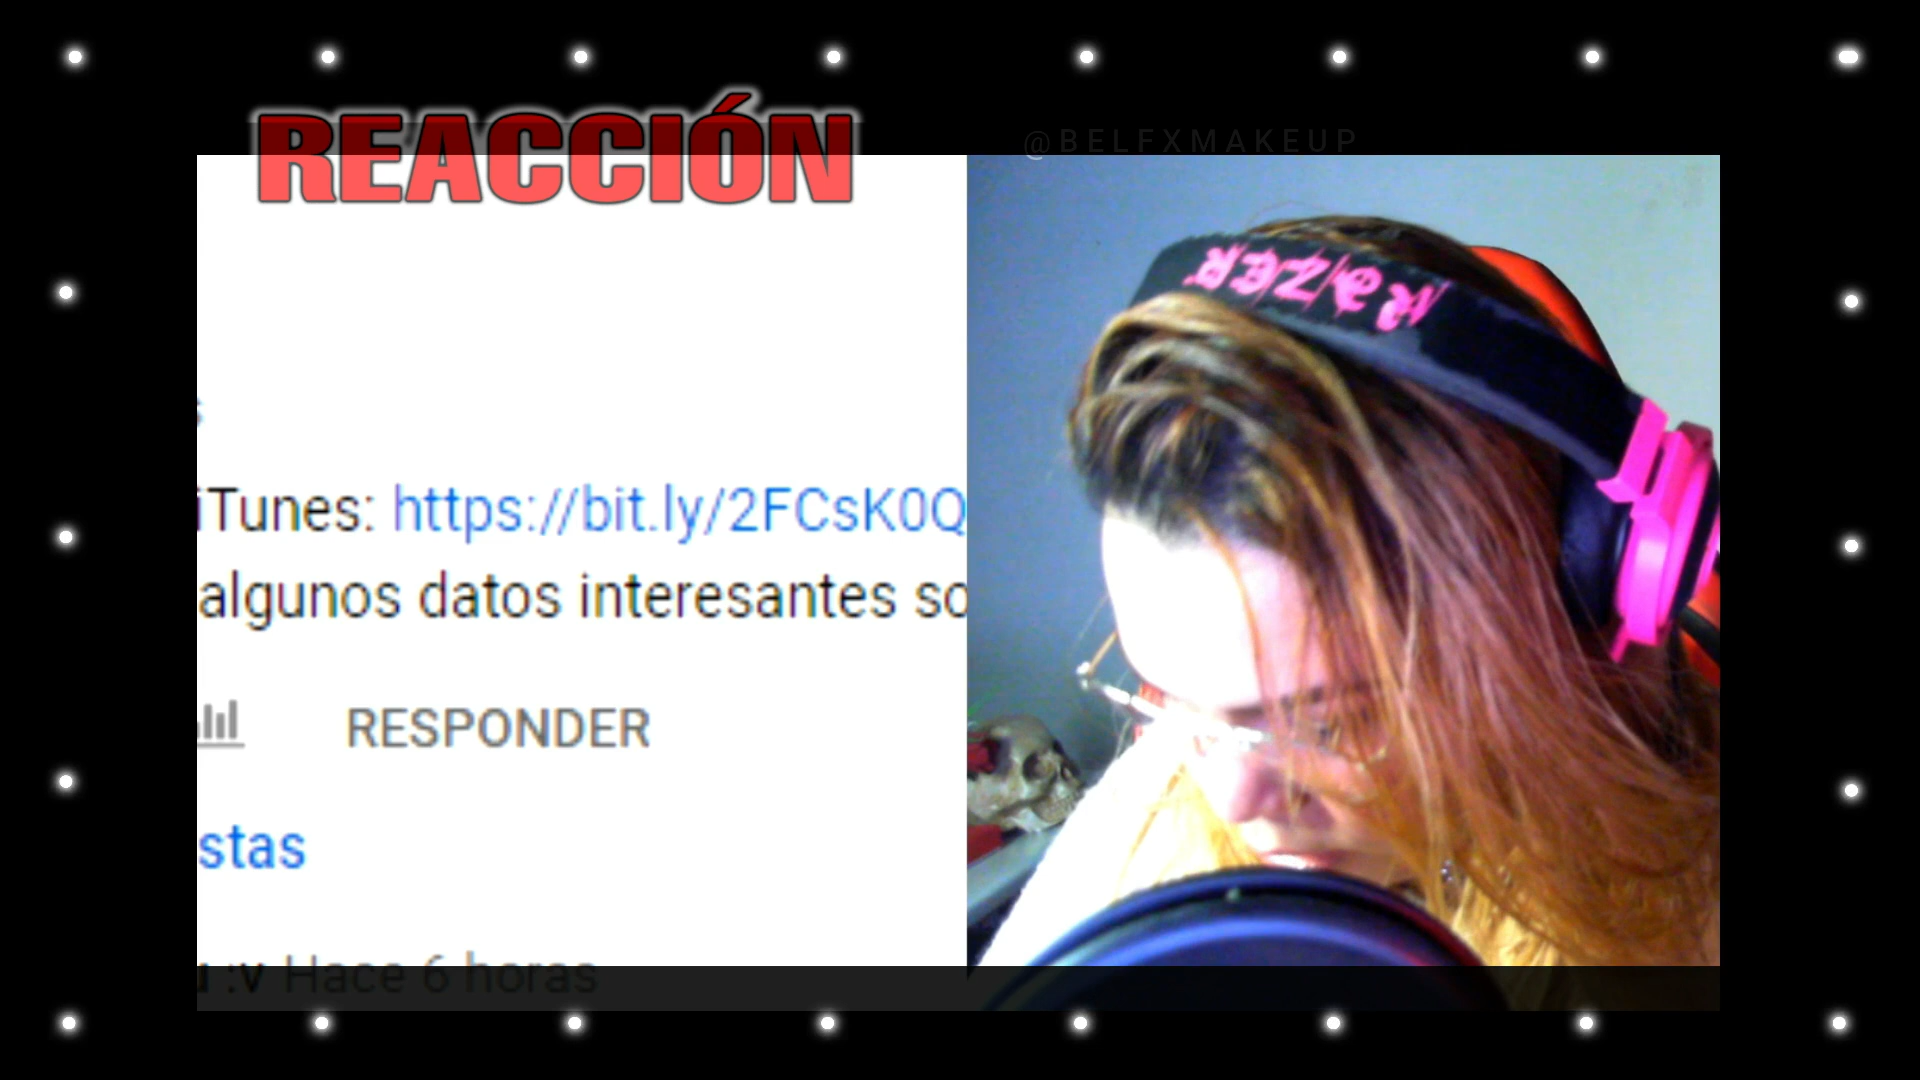 REACCIÓN
@BELFXMAKEUP
RAZER
iTunes: https://bit.ly/2FCsK0Q
algunos datos interesantes so
RESPONDER
stas
:v Hace 6 horas